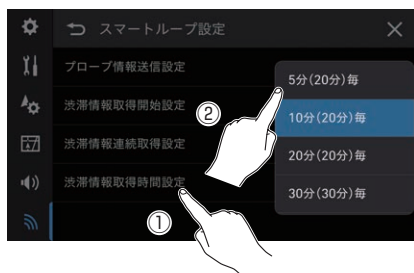 スマートループ設定
プローブ情報送信設定
渋滞情報取得開始設定
渋滞情報連続取得設定
渋滞情報取得時間設定
5分(20分)毎
10分(20分)毎
20分(20分)毎
30分(30分)毎
②
①